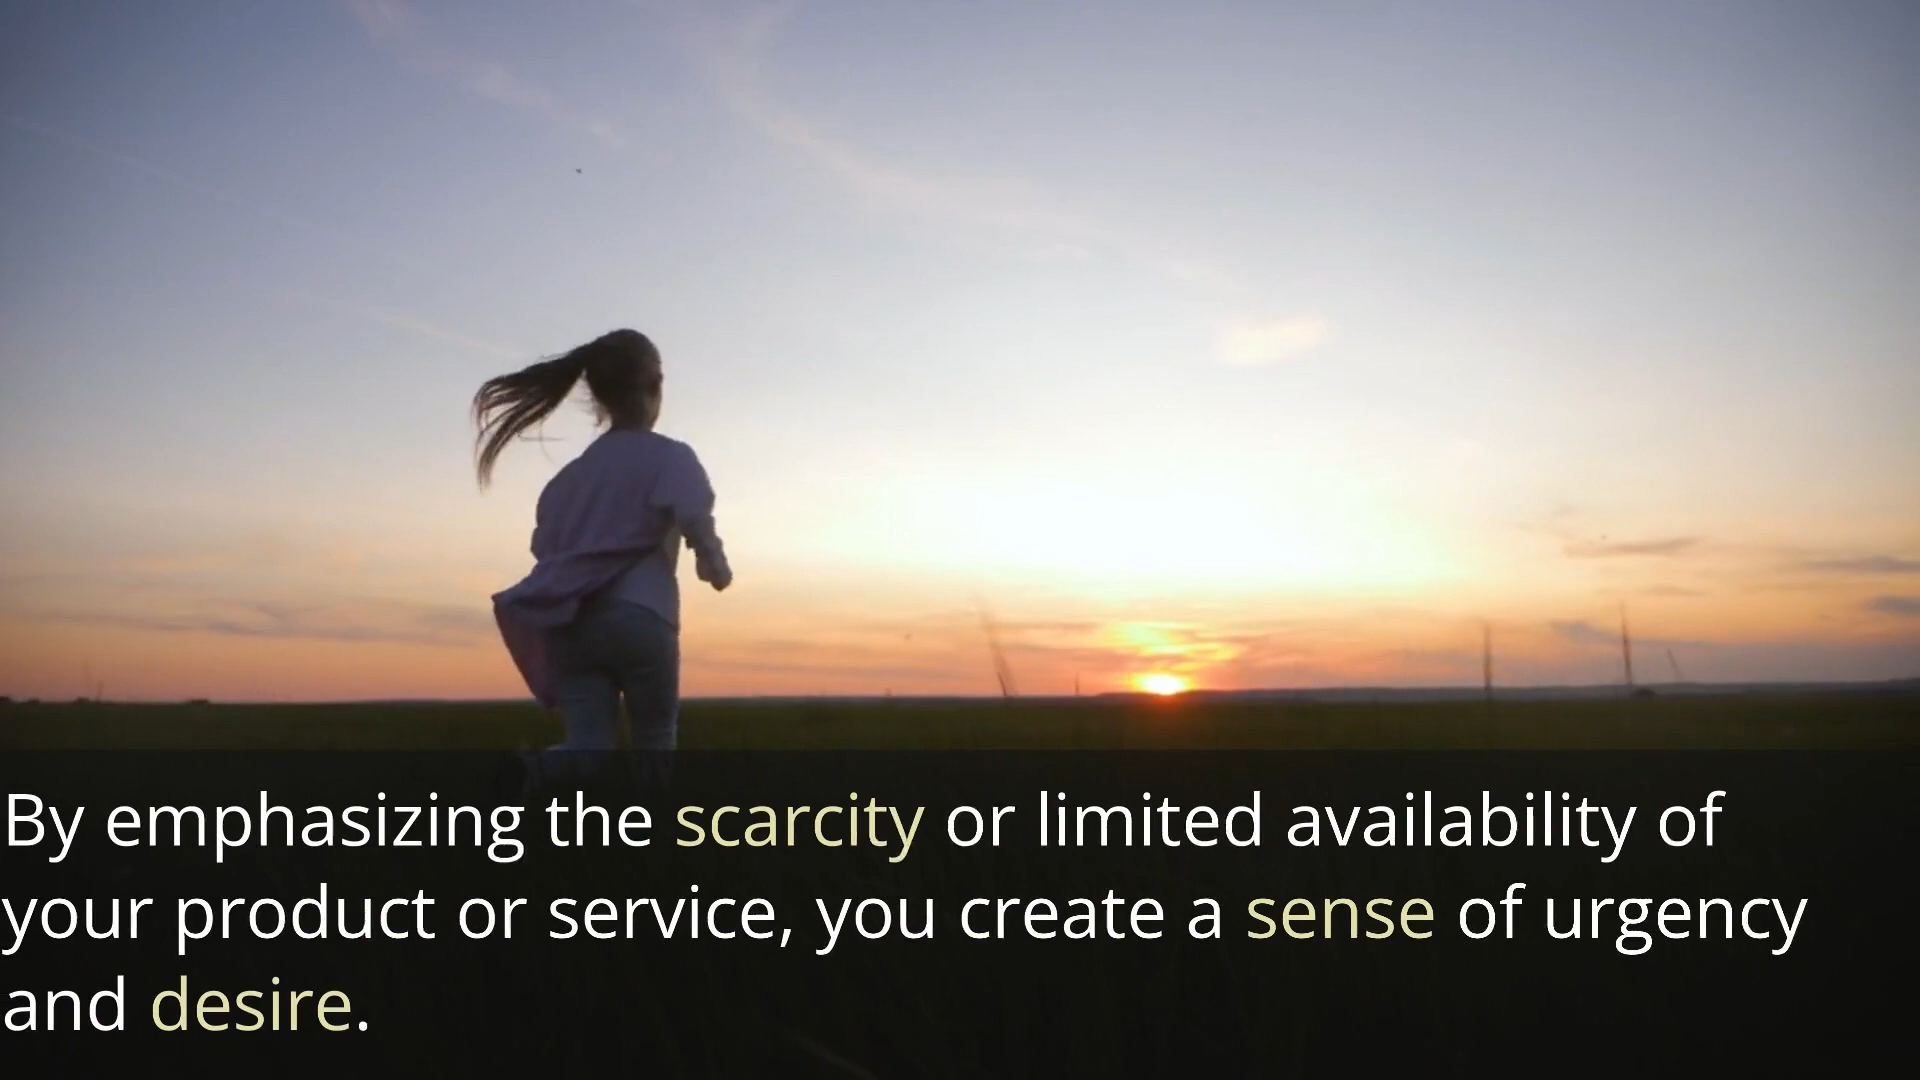 By emphasizing the scarcity or limited availability of
your product or service, you create a sense of urgency
and desire.